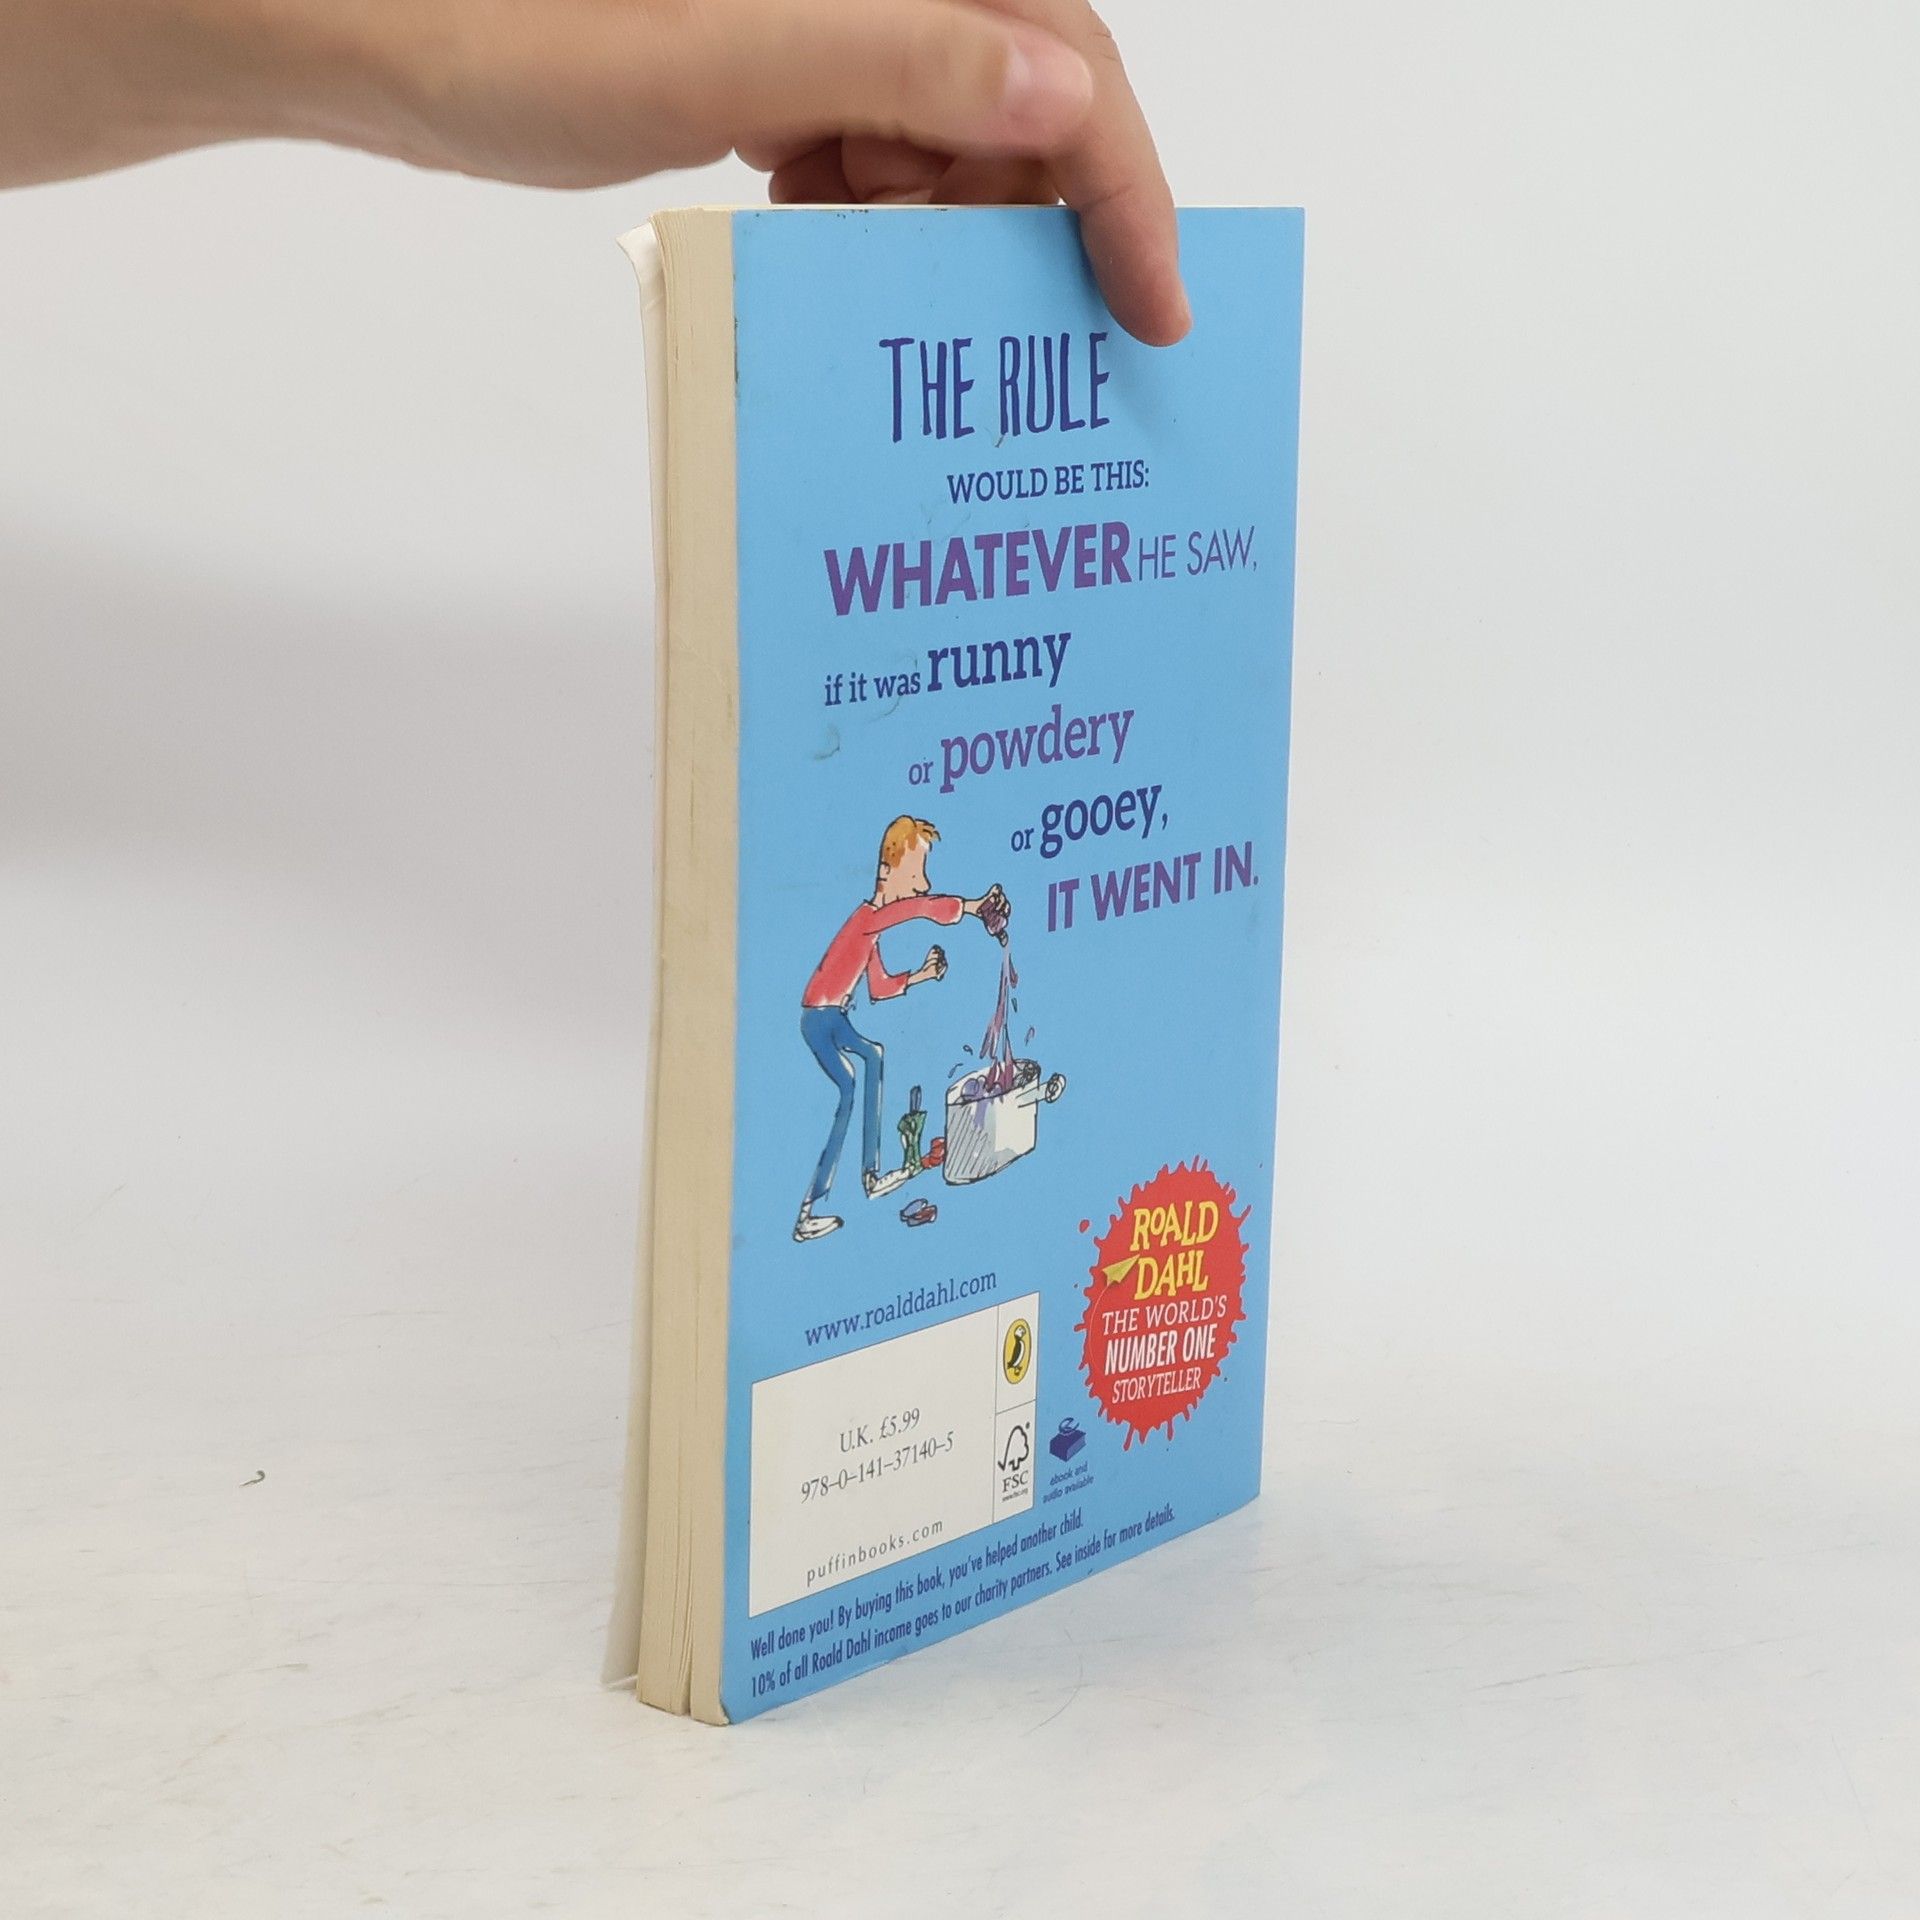 THE RULE
WOULD BE THIS:
WHATEVER HE SAW,
if it was runny
or powdery
or gooey,
IT WENT IN.
ROALD
DAHL
THE WORLD'S
NUMBER ONE
STORYTELLER
www.roalddahl.com
U.K. £5.99
978–0–141–37140–5
puffinbooks.com
FSC
www.fsc.org
ebook and
audio available
Well done you! By buying this book, you've helped another child.
10% of all Roald Dahl income goes to our charity partners. See inside for more details.